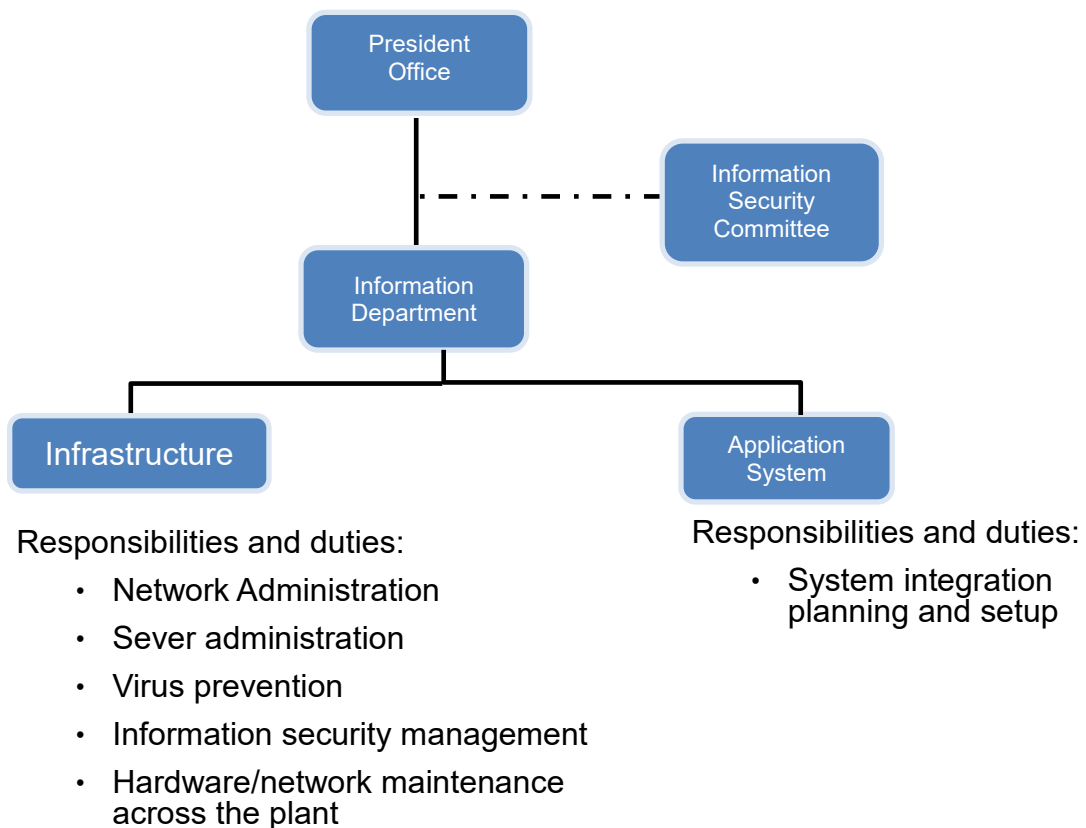 President
Office
Information
Security
Committee
Information
Department
Infrastructure
Application
System
Responsibilities and duties:
• Network Administration
• Sever administration
• Virus prevention
• Information security management
• Hardware/network maintenance
across the plant
Responsibilities and duties:
• System integration
planning and setup